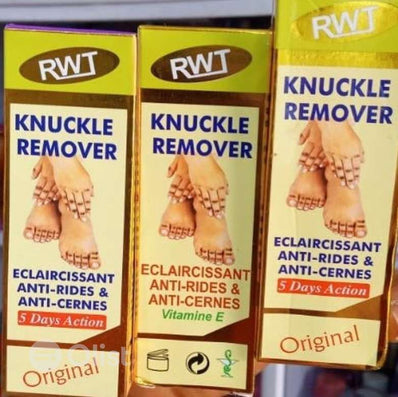 RWT
KNUCKLE
REMOVER
ECLAIRCISSANT
ANTI-RIDES &
ANTI-CERNES
5 Days Action
Original
RWT
KNUCKLE
REMOVER
ECLAIRCISSANT
ANTI-RIDES &
ANTI-CERNES
Vitamine E
RWT
KNUCKLE
REMOVER
ECLAIRCISSANT
ANTI-RIDES &
ANTI-CERNES
5 Days Action
Original